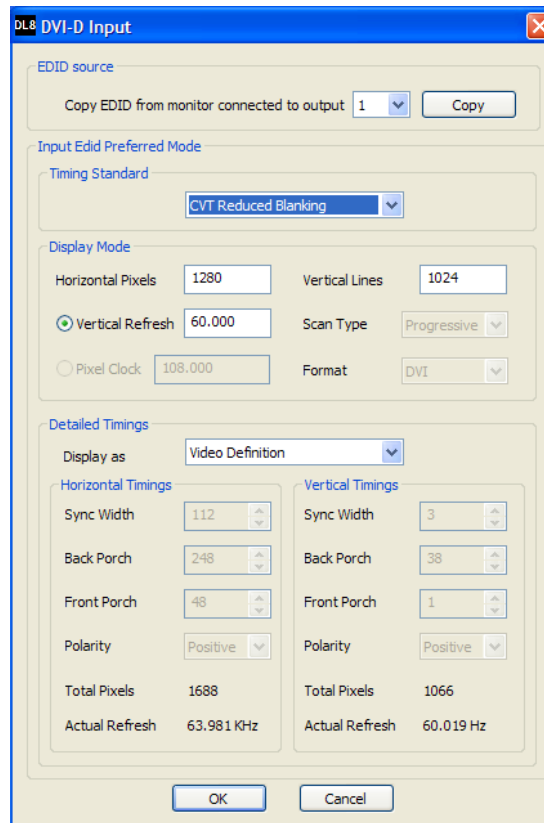 DL8 DVI-D Input
EDID source
Copy EDID from monitor connected to output 1 Copy
Input Edid Preferred Mode
Timing Standard
CVT Reduced Blanking
Display Mode
Horizontal Pixels 1280 Vertical Lines 1024
Vertical Refresh 60.000 Scan Type Progressive
Pixel Clock 108.000 Format DVI
Detailed Timings
Display as Video Definition
Horizontal Timings Vertical Timings
Sync Width 112 Sync Width 3
Back Porch 248 Back Porch 38
Front Porch 48 Front Porch 1
Polarity Positive Polarity Positive
Total Pixels 1688 Total Pixels 1066
Actual Refresh 63.981 KHz Actual Refresh 60.019 Hz
OK Cancel